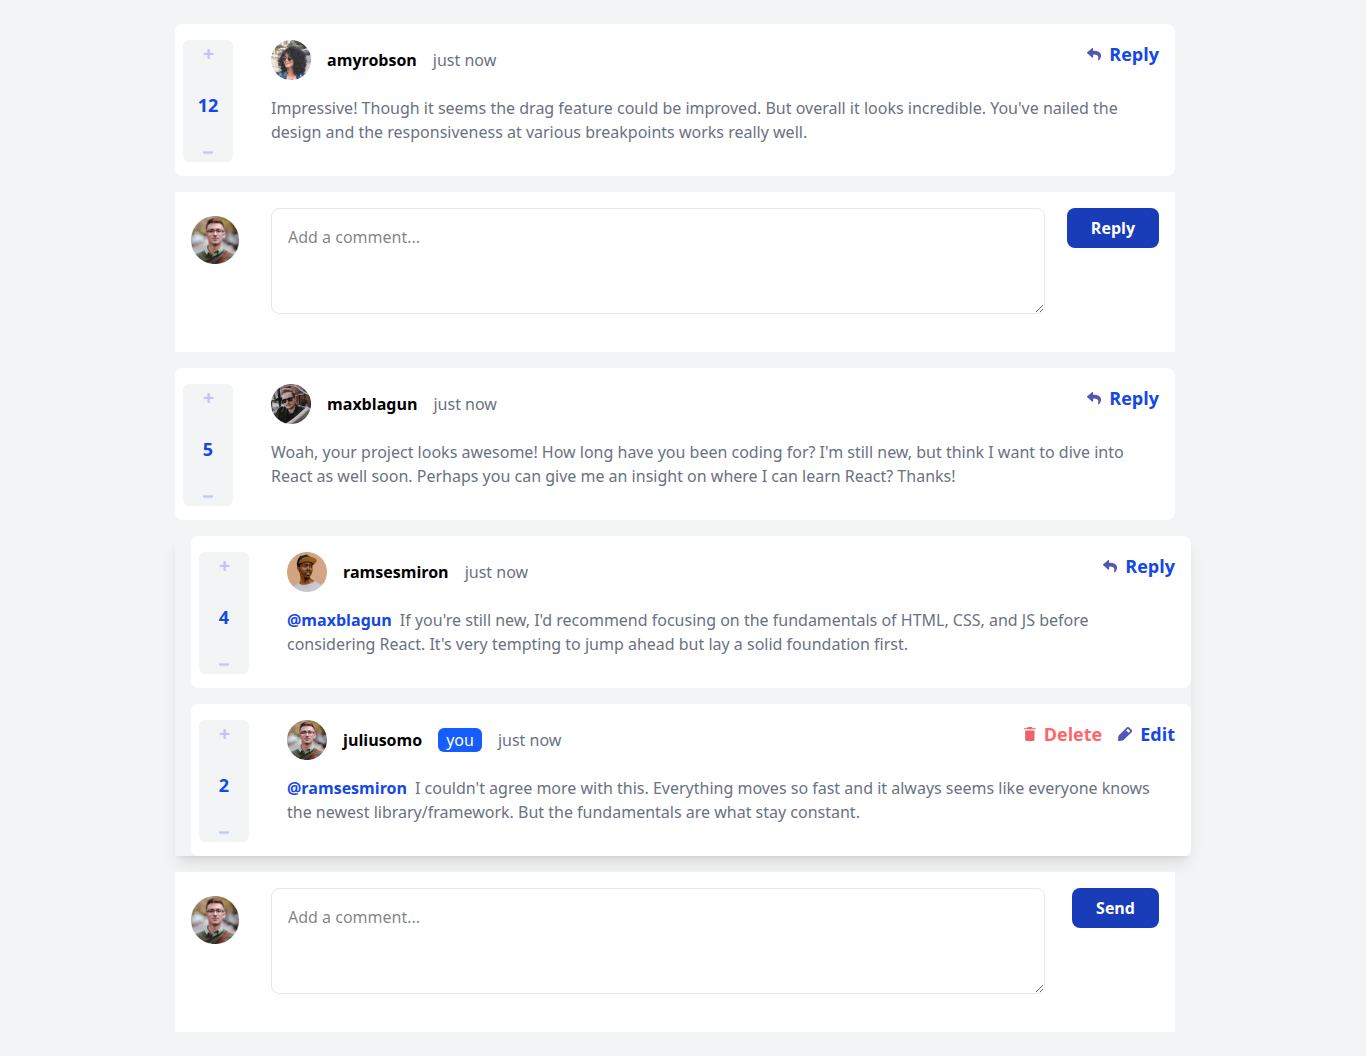 +
12
−
amyrobson just now
Reply
Impressive! Though it seems the drag feature could be improved. But overall it looks incredible. You've nailed the
design and the responsiveness at various breakpoints works really well.
Add a comment...
Reply
+
5
−
maxblagun just now
Reply
Woah, your project looks awesome! How long have you been coding for? I'm still new, but think I want to dive into
React as well soon. Perhaps you can give me an insight on where I can learn React? Thanks!
+
4
−
ramsesmiron just now
Reply
@maxblagun If you're still new, I'd recommend focusing on the fundamentals of HTML, CSS, and JS before
considering React. It's very tempting to jump ahead but lay a solid foundation first.
+
2
−
juliusomo you just now
Delete Edit
@ramsesmiron I couldn't agree more with this. Everything moves so fast and it always seems like everyone knows
the newest library/framework. But the fundamentals are what stay constant.
Add a comment...
Send